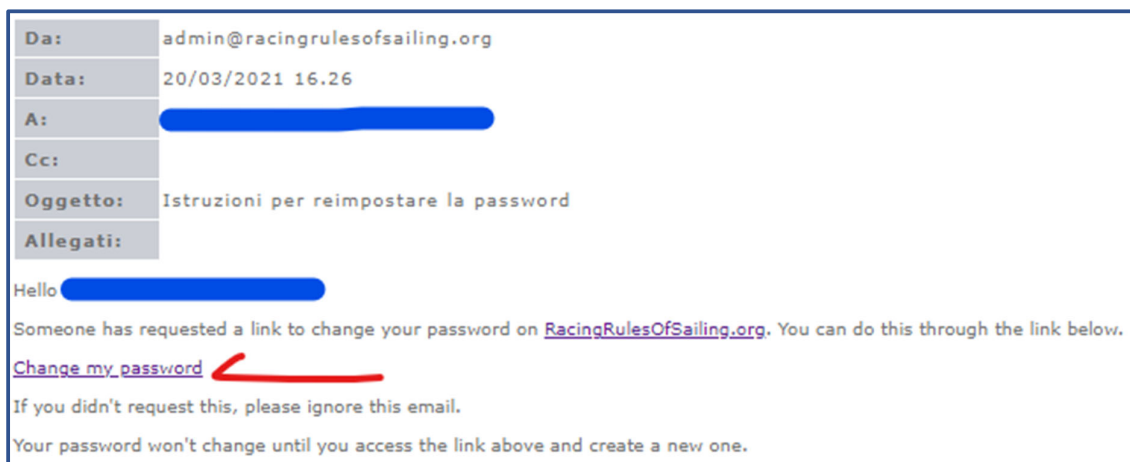 Da: admin@racingrulesofsailing.org
Data: 20/03/2021 16.26
A:
Cc:
Oggetto: Istruzioni per reimpostare la password
Allegati:
Hello
Someone has requested a link to change your password on RacingRulesOfSailing.org. You can do this through the link below.
Change my password
If you didn't request this, please ignore this email.
Your password won't change until you access the link above and create a new one.